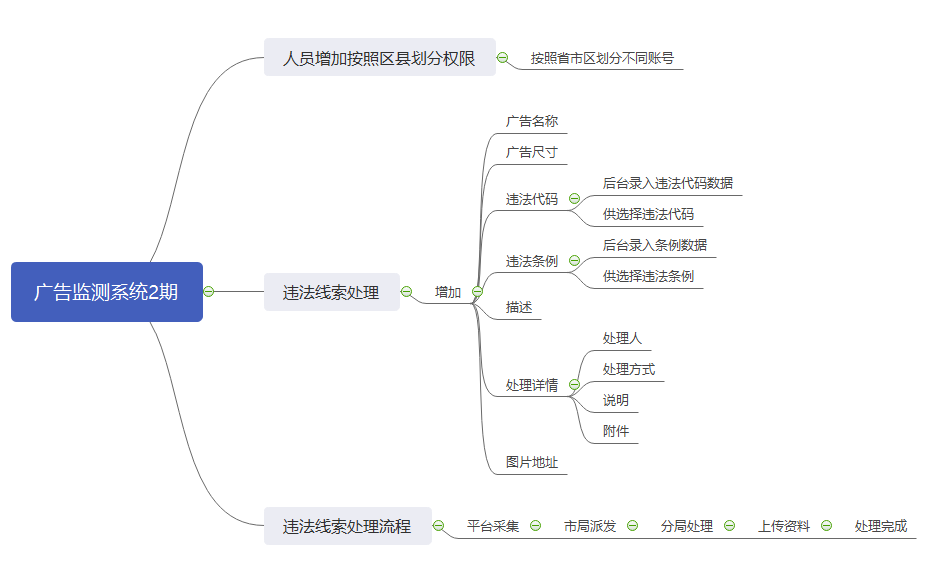 人员增加按照区县划分权限
按照省市区划分不同账号
广告名称
广告尺寸
违法代码
后台录入违法代码数据
供选择违法代码
违法条例
后台录入条例数据
供选择违法条例
广告监测系统2期
违法线索处理
增加
描述
处理详情
处理人
处理方式
说明
附件
图片地址
违法线索处理流程
平台采集
市局派发
分局处理
上传资料
处理完成